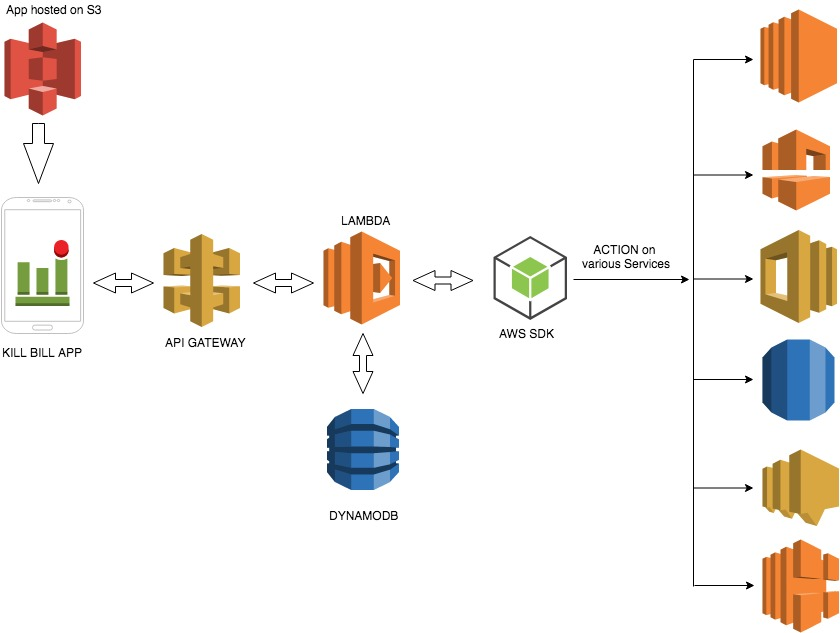 App hosted on S3
KILL BILL APP
API GATEWAY
LAMBDA
DYNAMODB
AWS SDK
ACTION on
various Services